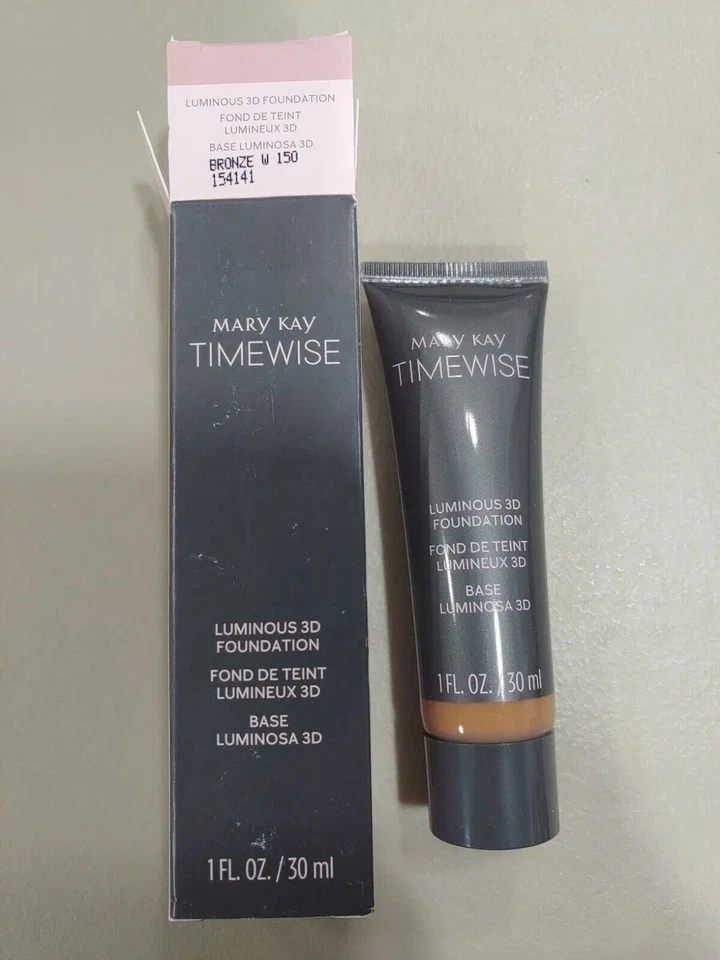 LUMINOUS 3D FOUNDATION
FOND DE TEINT
LUMINEUX 3D
BASE LUMINOSA 3D
BRONZE W 150
154141
MARY KAY
TIMEWISE
LUMINOUS 3D
FOUNDATION
FOND DE TEINT
LUMINEUX 3D
BASE
LUMINOSA 3D
1 FL. OZ. / 30 ml
MARY KAY
TIMEWISE
LUMINOUS 3D
FOUNDATION
FOND DE TEINT
LUMINEUX 3D
BASE
LUMINOSA 3D
1 FL. OZ. / 30 ml